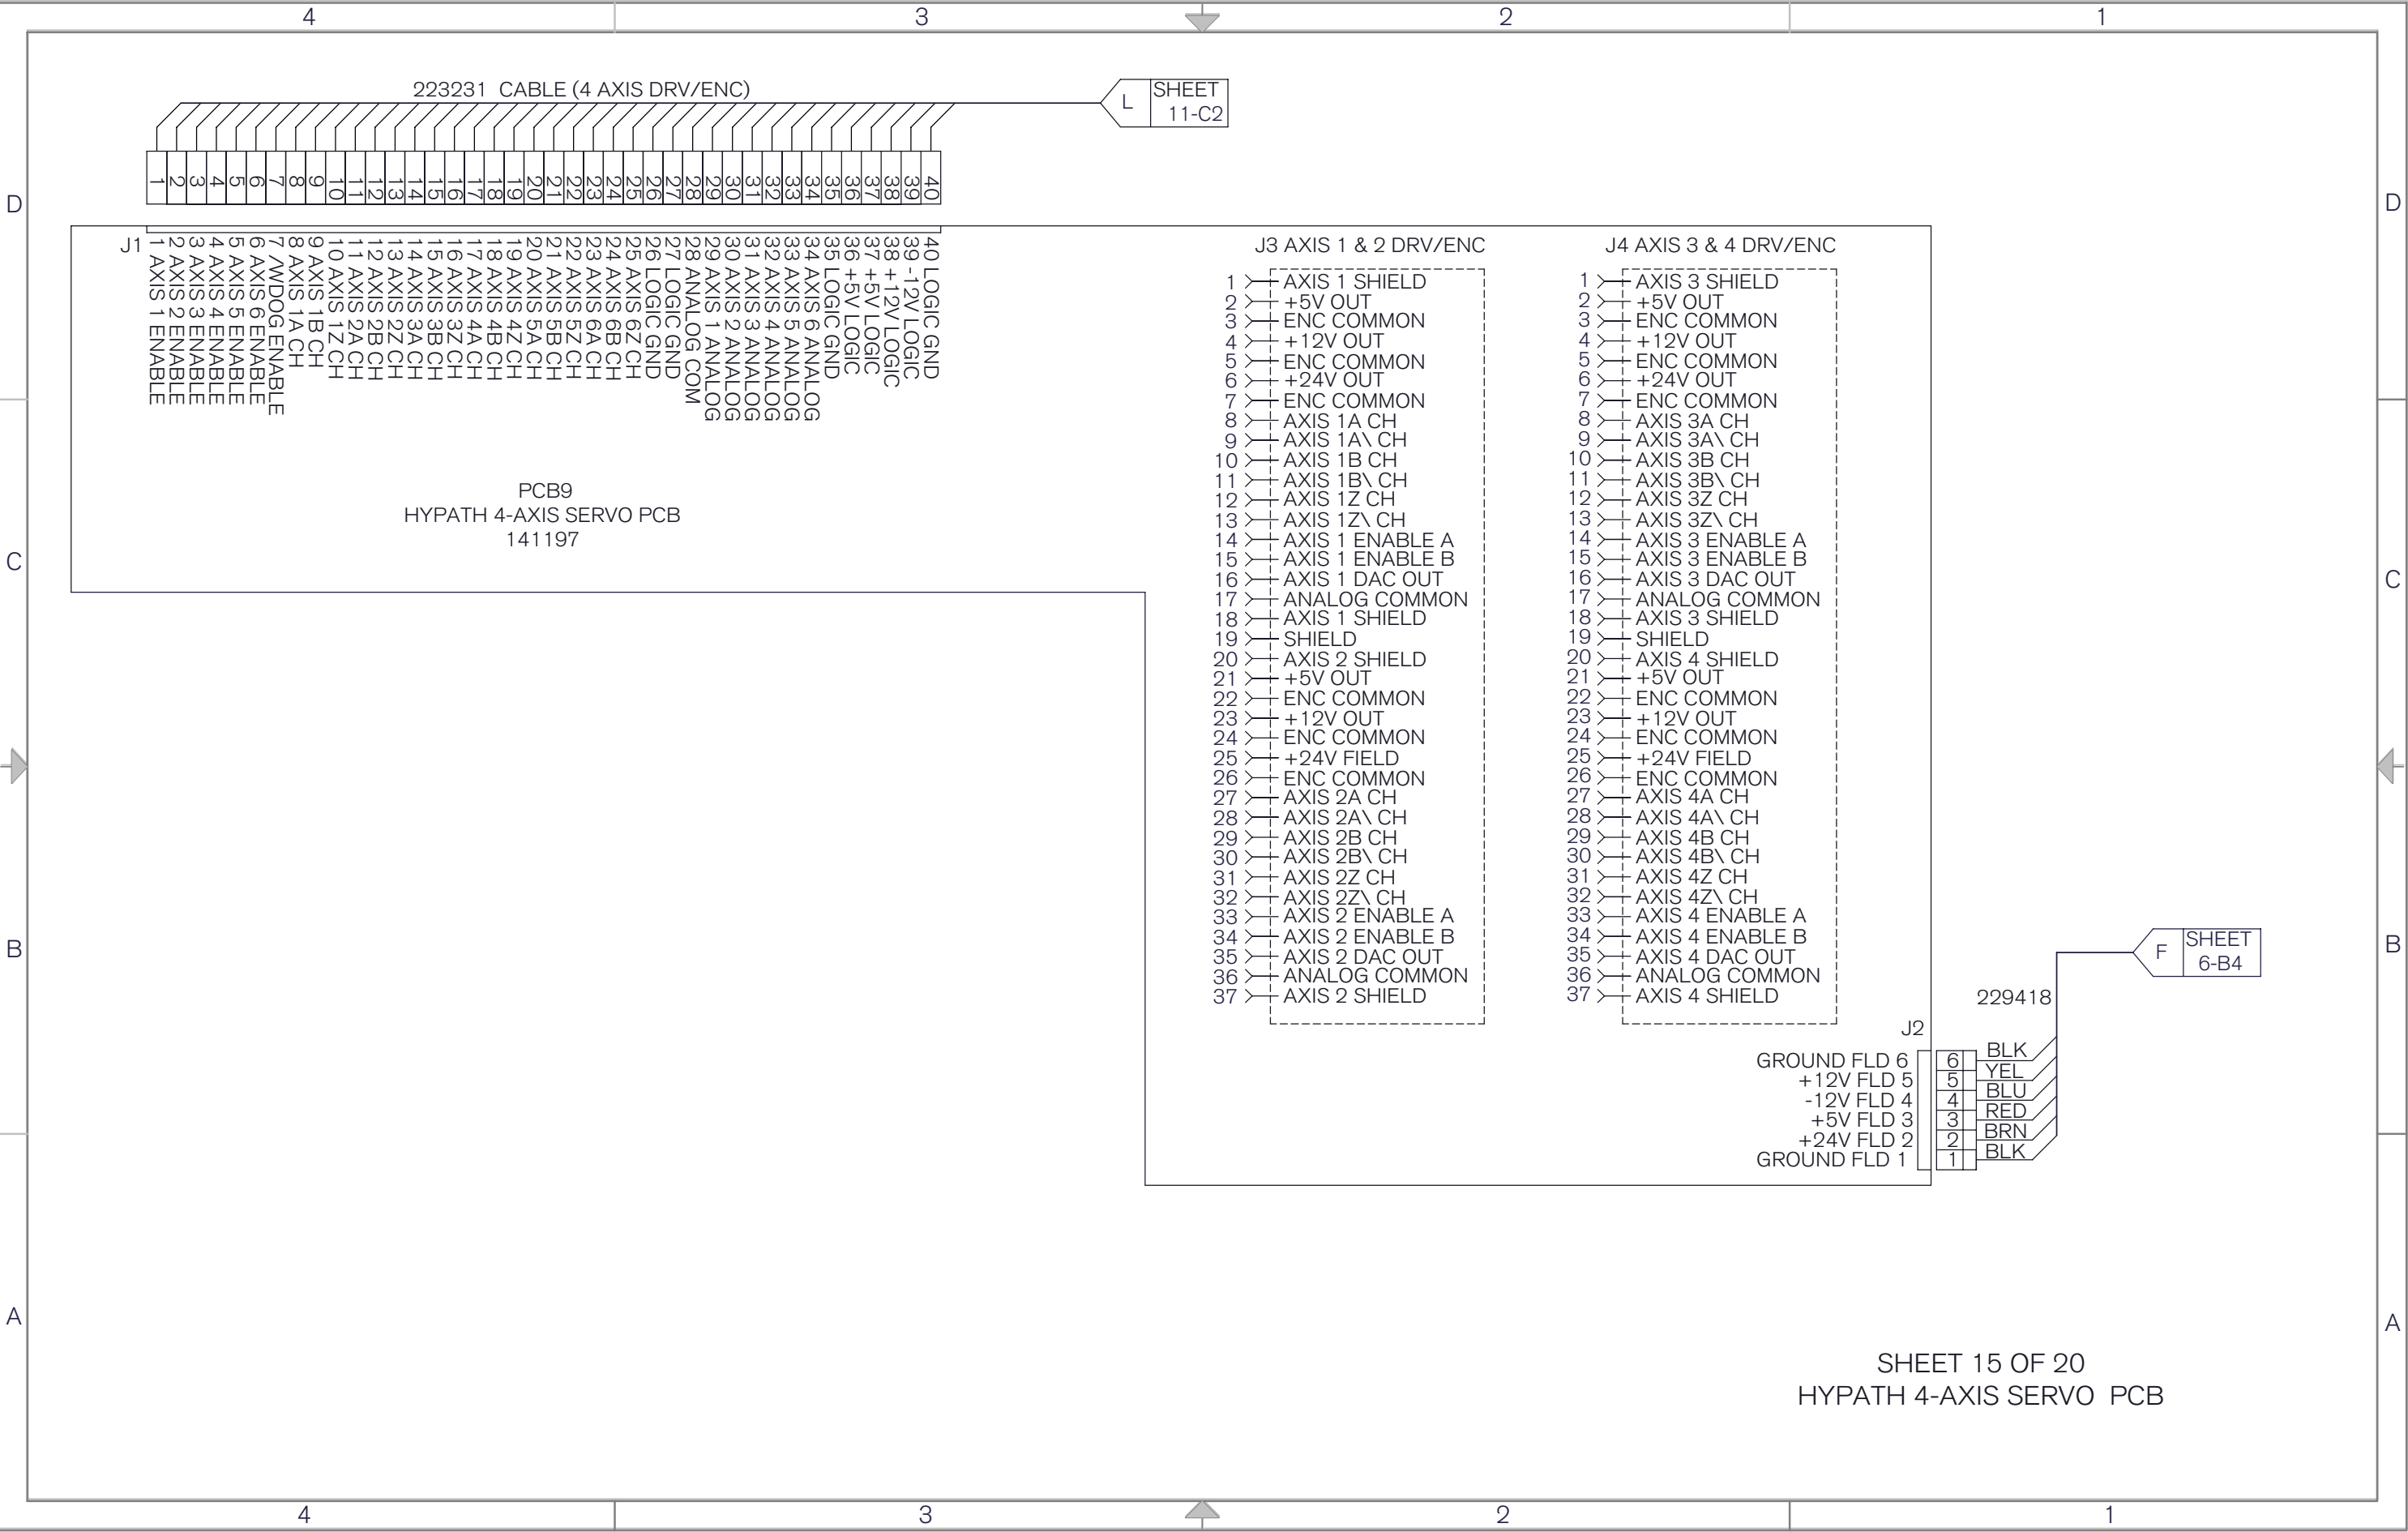 4 3 2 1
223231 CABLE (4 AXIS DRV/ENC)
L SHEET
11-C2
1 2 3 4 5 6 7 8 9 10 11 12 13 14 15 16 17 18 19 20 21 22 23 24 25 26 27 28 29 30 31 32 33 34 35 36 37 38 39 40
D
D
J1
1 AXIS 1 ENABLE
2 AXIS 2 ENABLE
3 AXIS 3 ENABLE
4 AXIS 4 ENABLE
5 AXIS 5 ENABLE
6 AXIS 6 ENABLE
7 /WDOG ENABLE
8 AXIS 1A CH
9 AXIS 1B CH
10 AXIS 1Z CH
11 AXIS 2A CH
12 AXIS 2B CH
13 AXIS 2Z CH
14 AXIS 3A CH
15 AXIS 3B CH
16 AXIS 3Z CH
17 AXIS 4A CH
18 AXIS 4B CH
19 AXIS 4Z CH
20 AXIS 5A CH
21 AXIS 5B CH
22 AXIS 5Z CH
23 AXIS 6A CH
24 AXIS 6B CH
25 AXIS 6Z CH
26 LOGIC GND
27 LOGIC GND
28 ANALOG COM
29 AXIS 1 ANALOG
30 AXIS 2 ANALOG
31 AXIS 3 ANALOG
32 AXIS 4 ANALOG
33 AXIS 5 ANALOG
34 AXIS 6 ANALOG
35 LOGIC GND
36 +5V LOGIC
37 +5V LOGIC
38 +12V LOGIC
39 -12V LOGIC
40 LOGIC GND
PCB9
HYPATH 4-AXIS SERVO PCB
141197
J3 AXIS 1 & 2 DRV/ENC
1 AXIS 1 SHIELD
2 +5V OUT
3 ENC COMMON
4 +12V OUT
5 ENC COMMON
6 +24V OUT
7 ENC COMMON
8 AXIS 1A CH
9 AXIS 1A\ CH
10 AXIS 1B CH
11 AXIS 1B\ CH
12 AXIS 1Z CH
13 AXIS 1Z\ CH
14 AXIS 1 ENABLE A
15 AXIS 1 ENABLE B
16 AXIS 1 DAC OUT
17 ANALOG COMMON
18 AXIS 1 SHIELD
19 SHIELD
20 AXIS 2 SHIELD
21 +5V OUT
22 ENC COMMON
23 +12V OUT
24 ENC COMMON
25 +24V FIELD
26 ENC COMMON
27 AXIS 2A CH
28 AXIS 2A\ CH
29 AXIS 2B CH
30 AXIS 2B\ CH
31 AXIS 2Z CH
32 AXIS 2Z\ CH
33 AXIS 2 ENABLE A
34 AXIS 2 ENABLE B
35 AXIS 2 DAC OUT
36 ANALOG COMMON
37 AXIS 2 SHIELD
J4 AXIS 3 & 4 DRV/ENC
1 AXIS 3 SHIELD
2 +5V OUT
3 ENC COMMON
4 +12V OUT
5 ENC COMMON
6 +24V OUT
7 ENC COMMON
8 AXIS 3A CH
9 AXIS 3A\ CH
10 AXIS 3B CH
11 AXIS 3B\ CH
12 AXIS 3Z CH
13 AXIS 3Z\ CH
14 AXIS 3 ENABLE A
15 AXIS 3 ENABLE B
16 AXIS 3 DAC OUT
17 ANALOG COMMON
18 AXIS 3 SHIELD
19 SHIELD
20 AXIS 4 SHIELD
21 +5V OUT
22 ENC COMMON
23 +12V OUT
24 ENC COMMON
25 +24V FIELD
26 ENC COMMON
27 AXIS 4A CH
28 AXIS 4A\ CH
29 AXIS 4B CH
30 AXIS 4B\ CH
31 AXIS 4Z CH
32 AXIS 4Z\ CH
33 AXIS 4 ENABLE A
34 AXIS 4 ENABLE B
35 AXIS 4 DAC OUT
36 ANALOG COMMON
37 AXIS 4 SHIELD
C
C
B
B
F SHEET
6-B4
229418
J2
GROUND FLD 6 6 BLK
+12V FLD 5 5 YEL
-12V FLD 4 4 BLU
+5V FLD 3 3 RED
+24V FLD 2 2 BRN
GROUND FLD 1 1 BLK
A
A
SHEET 15 OF 20
HYPATH 4-AXIS SERVO PCB
4 3 2 1